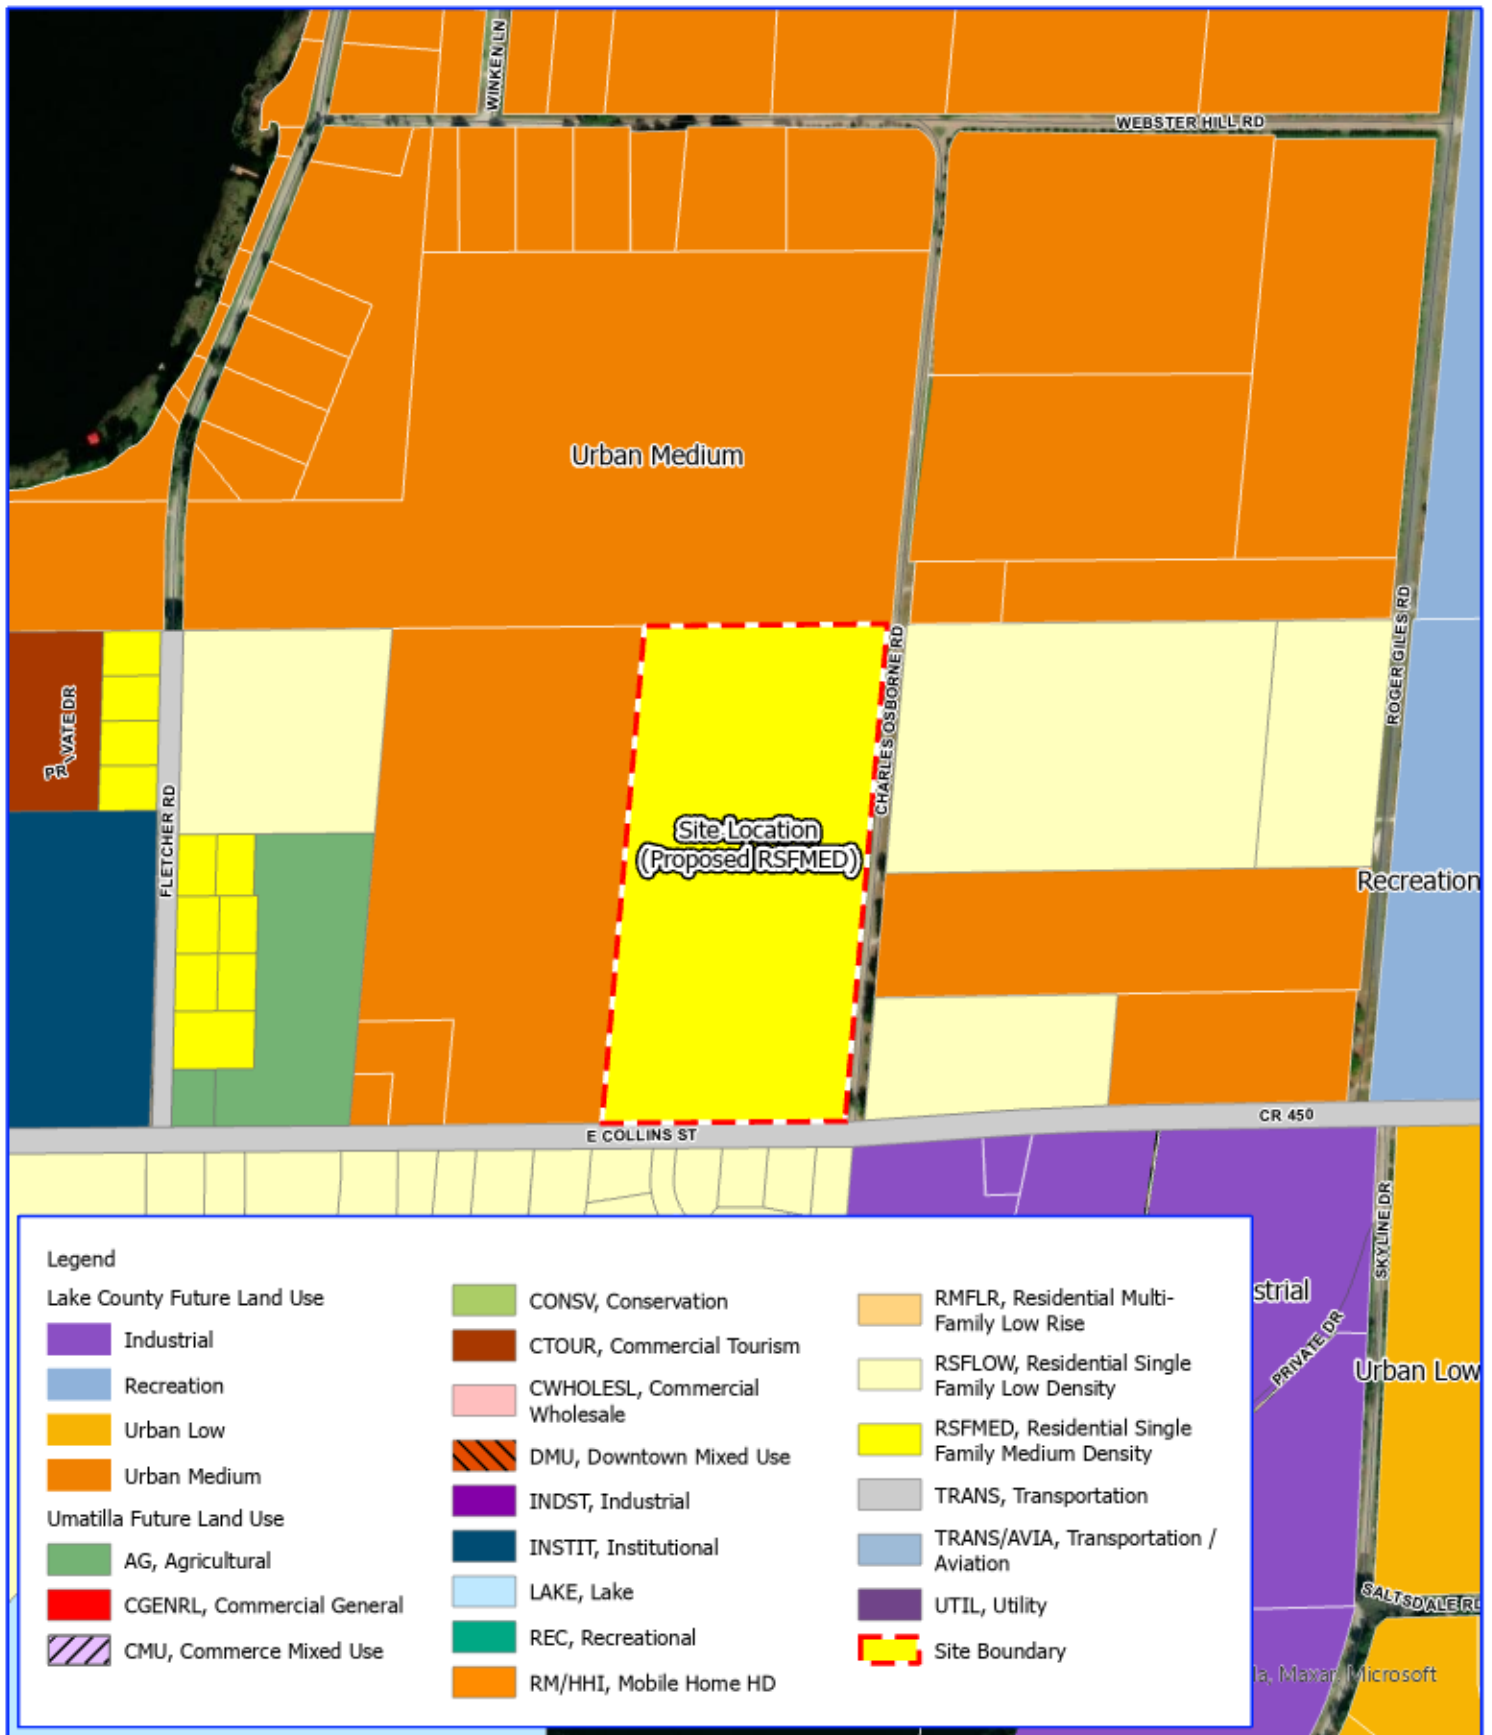 WINKEN LN
WEBSTER HILL RD
Urban Medium
CHARLES OSBORNE RD
ROGER GILES RD
PRIVATE DR
FLETCHER RD
Site Location
(Proposed RSFMED)
Recreation
CR 450
E COLLINS ST
SKYLINE DR
strial
PRIVATE DR
Urban Low
SALTSDALE RD
la, Maxar, Microsoft
Legend
Lake County Future Land Use
Industrial
Recreation
Urban Low
Urban Medium
Umatilla Future Land Use
AG, Agricultural
CGENRL, Commercial General
CMU, Commerce Mixed Use
CONSV, Conservation
CTOUR, Commercial Tourism
CWHOLESL, Commercial
Wholesale
DMU, Downtown Mixed Use
INDST, Industrial
INSTIT, Institutional
LAKE, Lake
REC, Recreational
RM/HHI, Mobile Home HD
RMFLR, Residential Multi-
Family Low Rise
RSFLOW, Residential Single
Family Low Density
RSFMED, Residential Single
Family Medium Density
TRANS, Transportation
TRANS/AVIA, Transportation /
Aviation
UTIL, Utility
Site Boundary